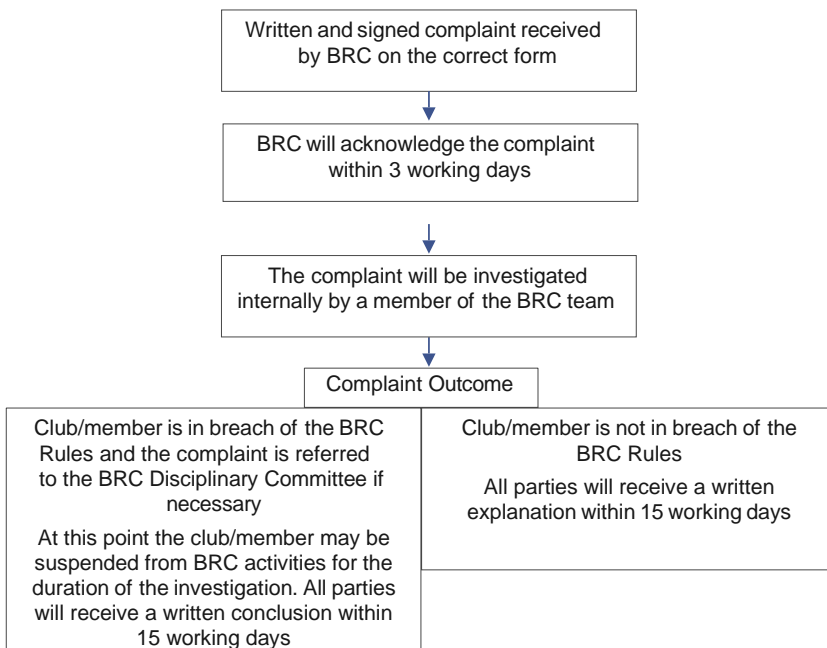 Written and signed complaint received
by BRC on the correct form
BRC will acknowledge the complaint
within 3 working days
The complaint will be investigated
internally by a member of the BRC team
Complaint Outcome
Club/member is in breach of the BRC
Rules and the complaint is referred
to the BRC Disciplinary Committee if
necessary
At this point the club/member may be
suspended from BRC activities for the
duration of the investigation. All parties
will receive a written conclusion within
15 working days
Club/member is not in breach of the
BRC Rules
All parties will receive a written
explanation within 15 working days